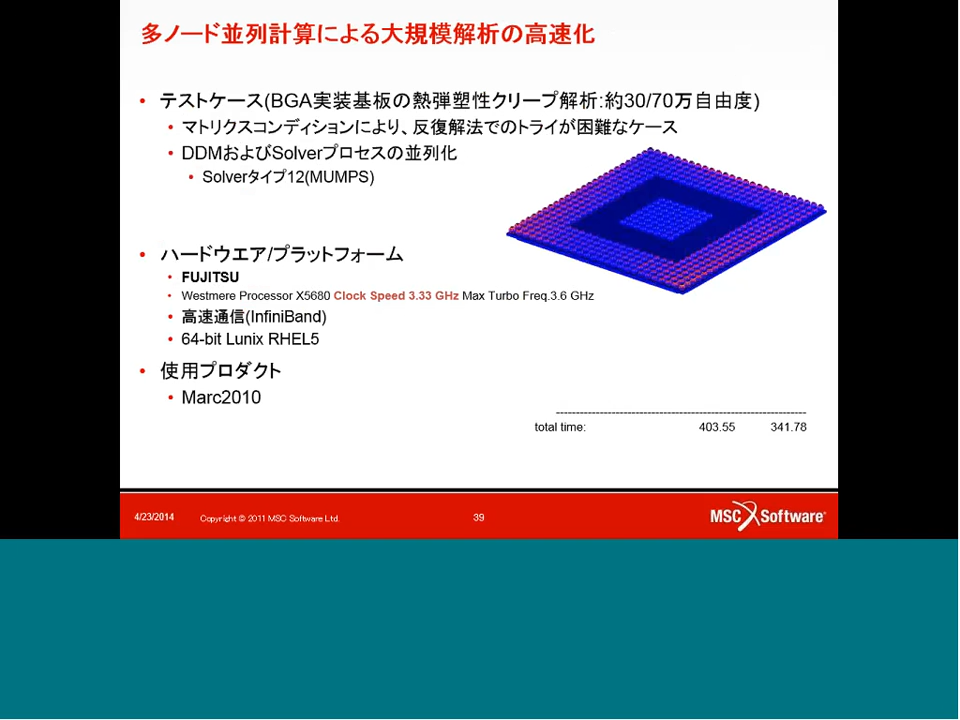 多ノード並列計算による大規模解析の高速化
• テストケース(BGA実装基板の熱弾塑性クリープ解析:約30/70万自由度)
• マトリクスコンディションにより、反復解法でのトライが困難なケース
• DDMおよびSolverプロセスの並列化
• Solverタイプ12(MUMPS)
• ハードウエア/プラットフォーム
• FUJITSU
• Westmere Processor X5680 Clock Speed 3.33 GHz Max Turbo Freq.3.6 GHz
• 高速通信(InfiniBand)
• 64-bit Lunix RHEL5
• 使用プロダクト
• Marc2010
total time: 403.55 341.78
4/23/2014 Copyright © 2011 MSC Software Ltd. 39 MSC Software